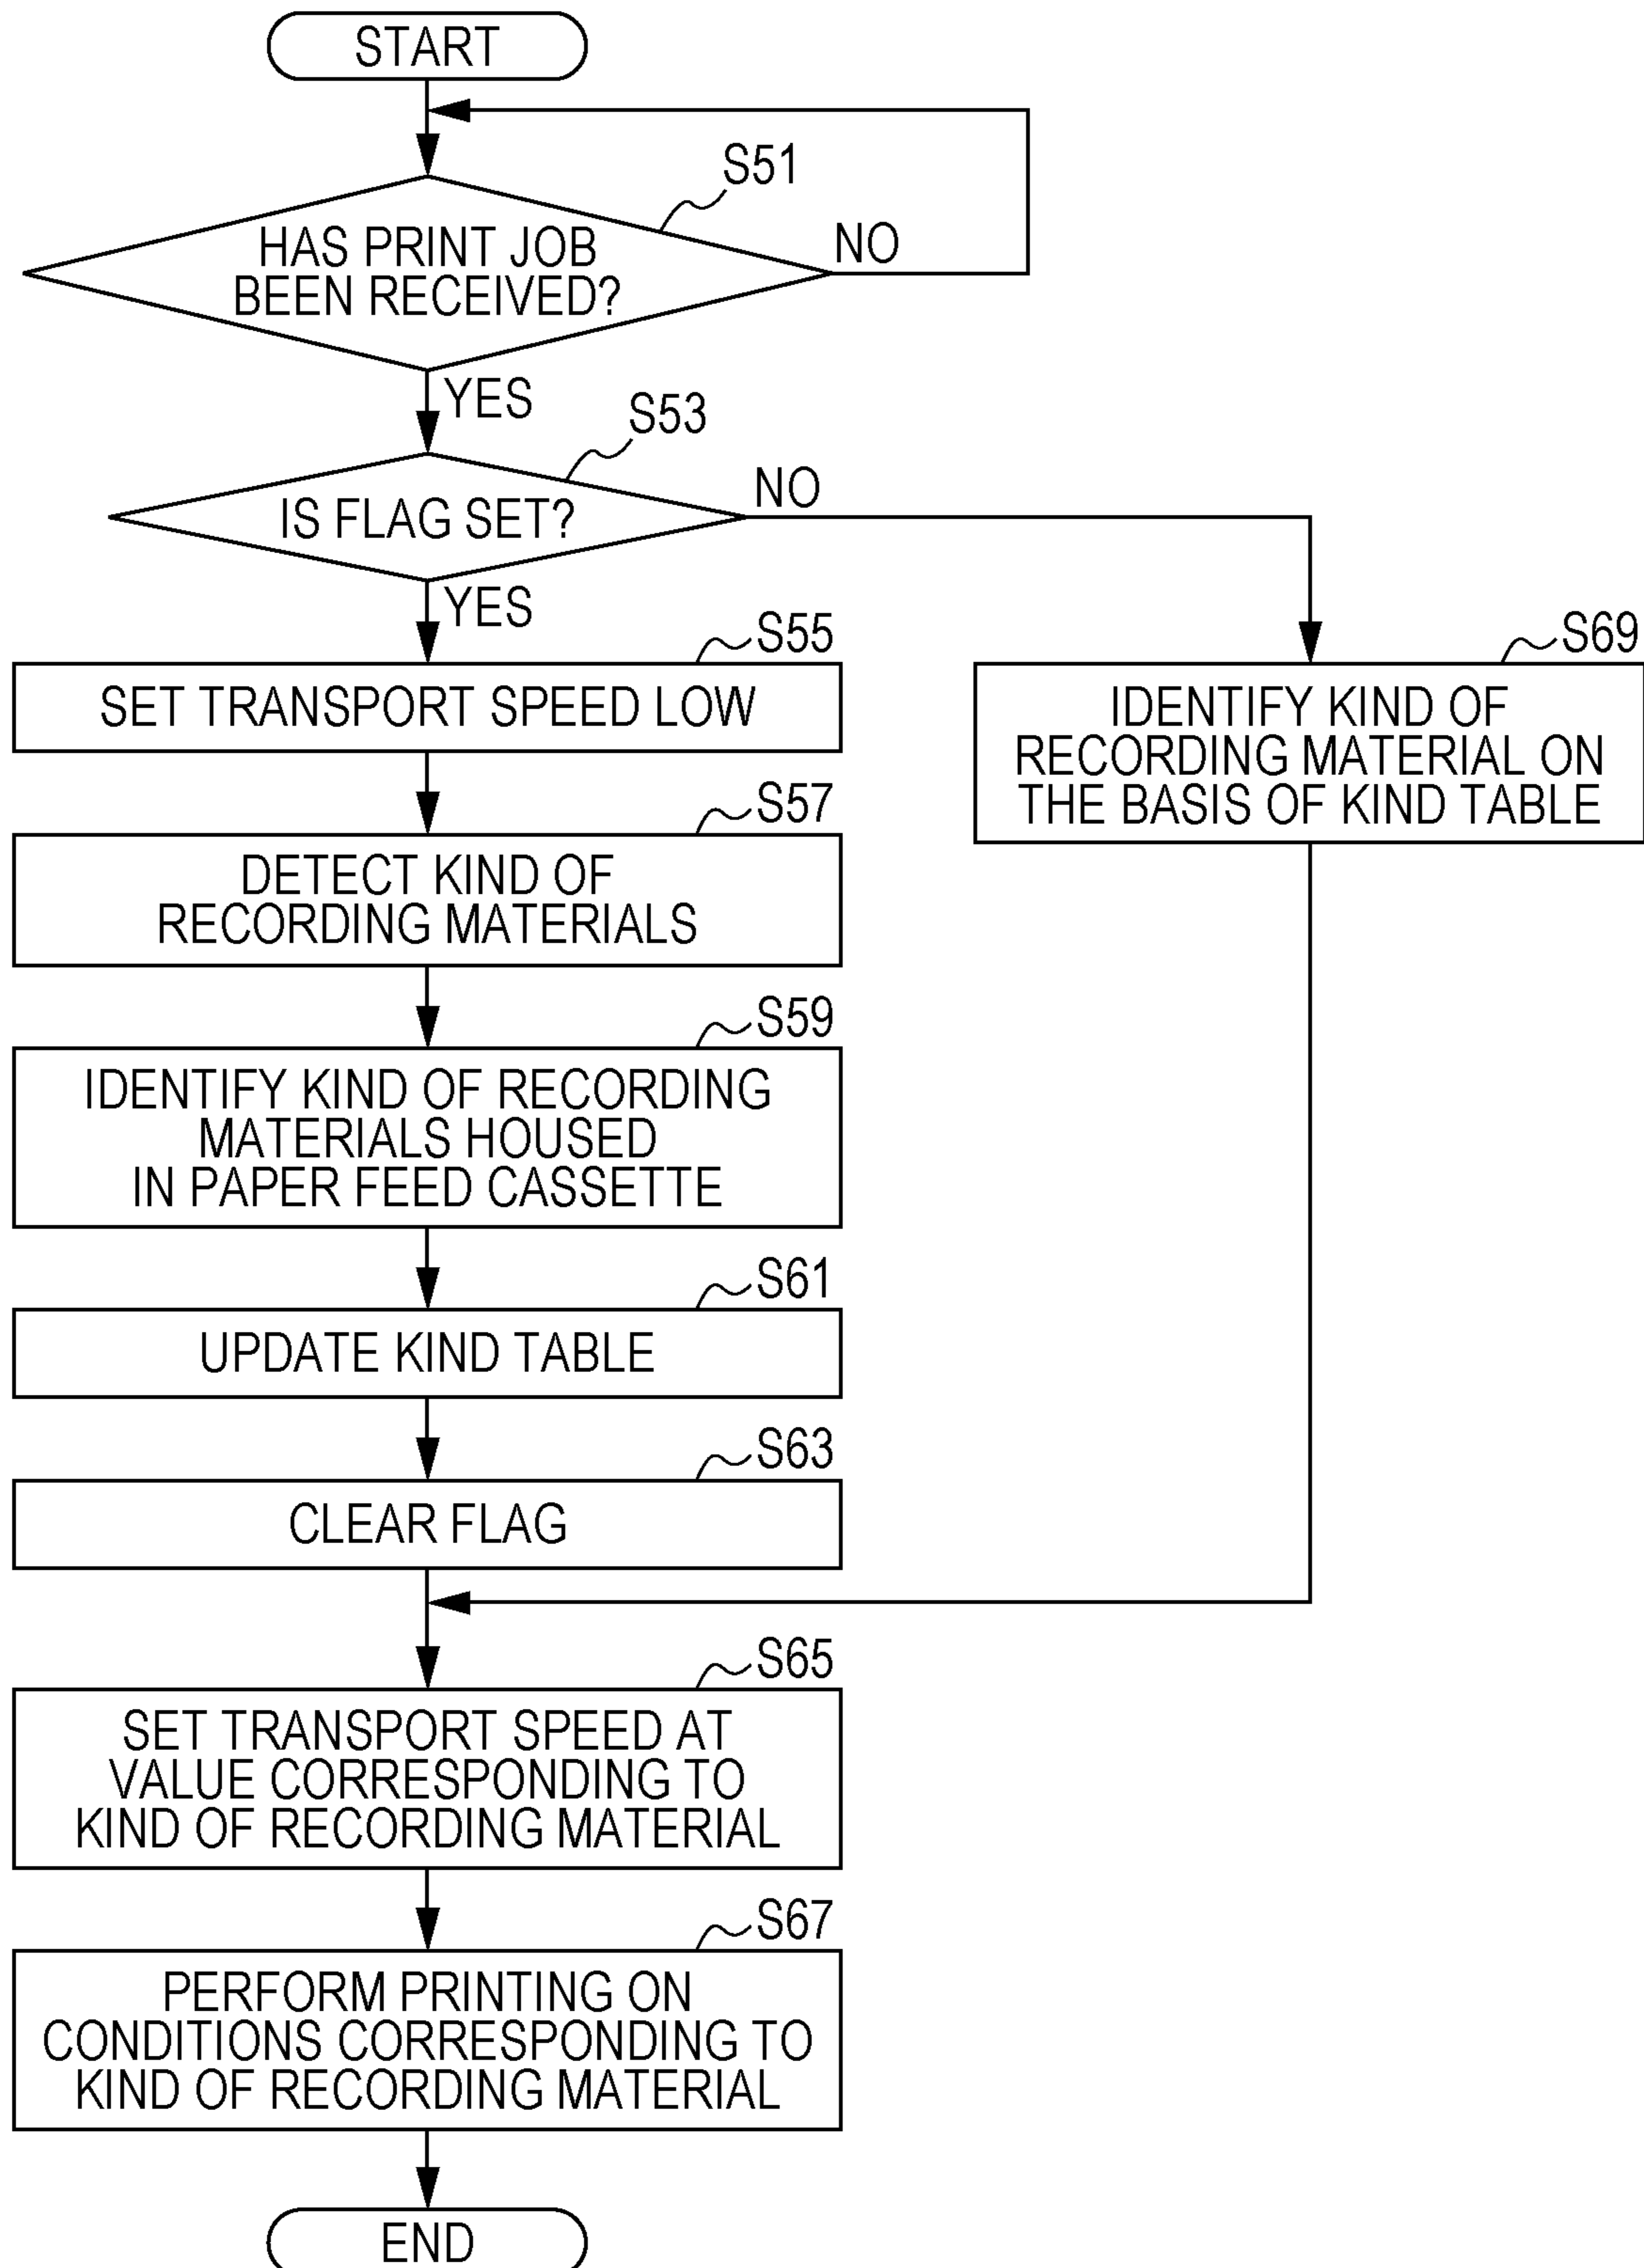 START
S51
HAS PRINT JOB
BEEN RECEIVED?
NO
YES
S53
IS FLAG SET?
NO
YES
S55
SET TRANSPORT SPEED LOW
S69
IDENTIFY KIND OF
RECORDING MATERIAL ON
THE BASIS OF KIND TABLE
S57
DETECT KIND OF
RECORDING MATERIALS
S59
IDENTIFY KIND OF RECORDING
MATERIALS HOUSED
IN PAPER FEED CASSETTE
S61
UPDATE KIND TABLE
S63
CLEAR FLAG
S65
SET TRANSPORT SPEED AT
VALUE CORRESPONDING TO
KIND OF RECORDING MATERIAL
S67
PERFORM PRINTING ON
CONDITIONS CORRESPONDING TO
KIND OF RECORDING MATERIAL
END